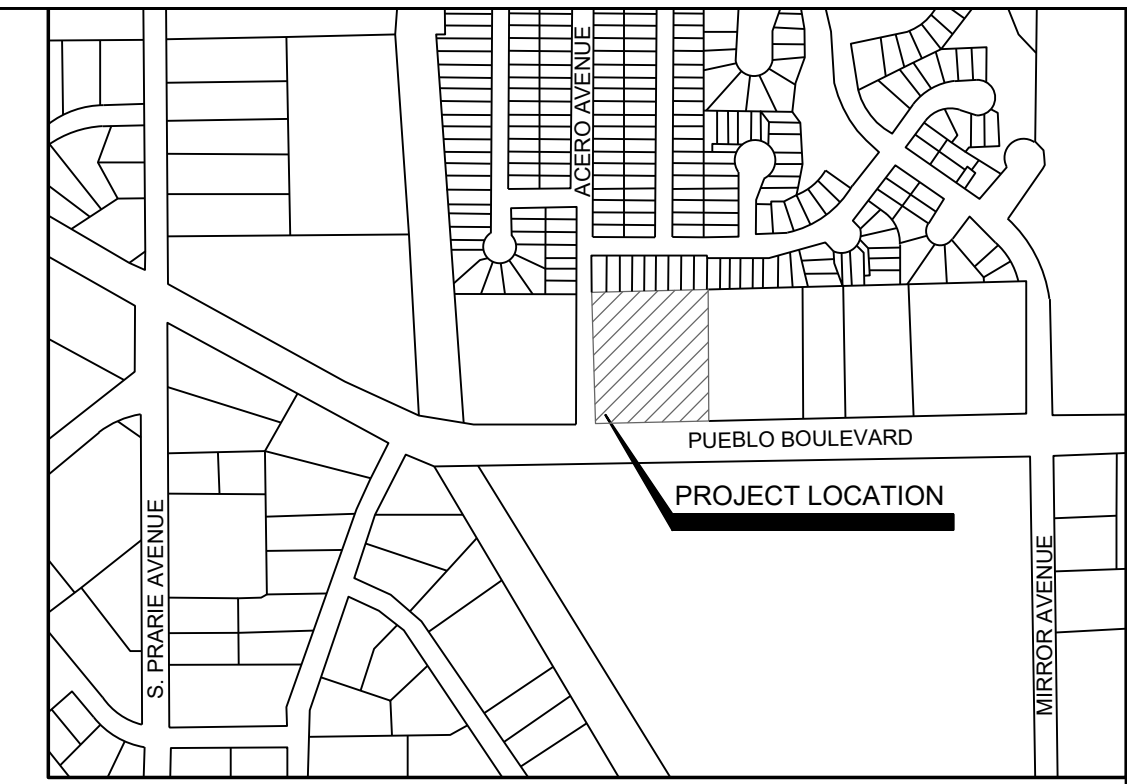 ACERO AVENUE
PUEBLO BOULEVARD
PROJECT LOCATION
S. PRARIE AVENUE
MIRROR AVENUE